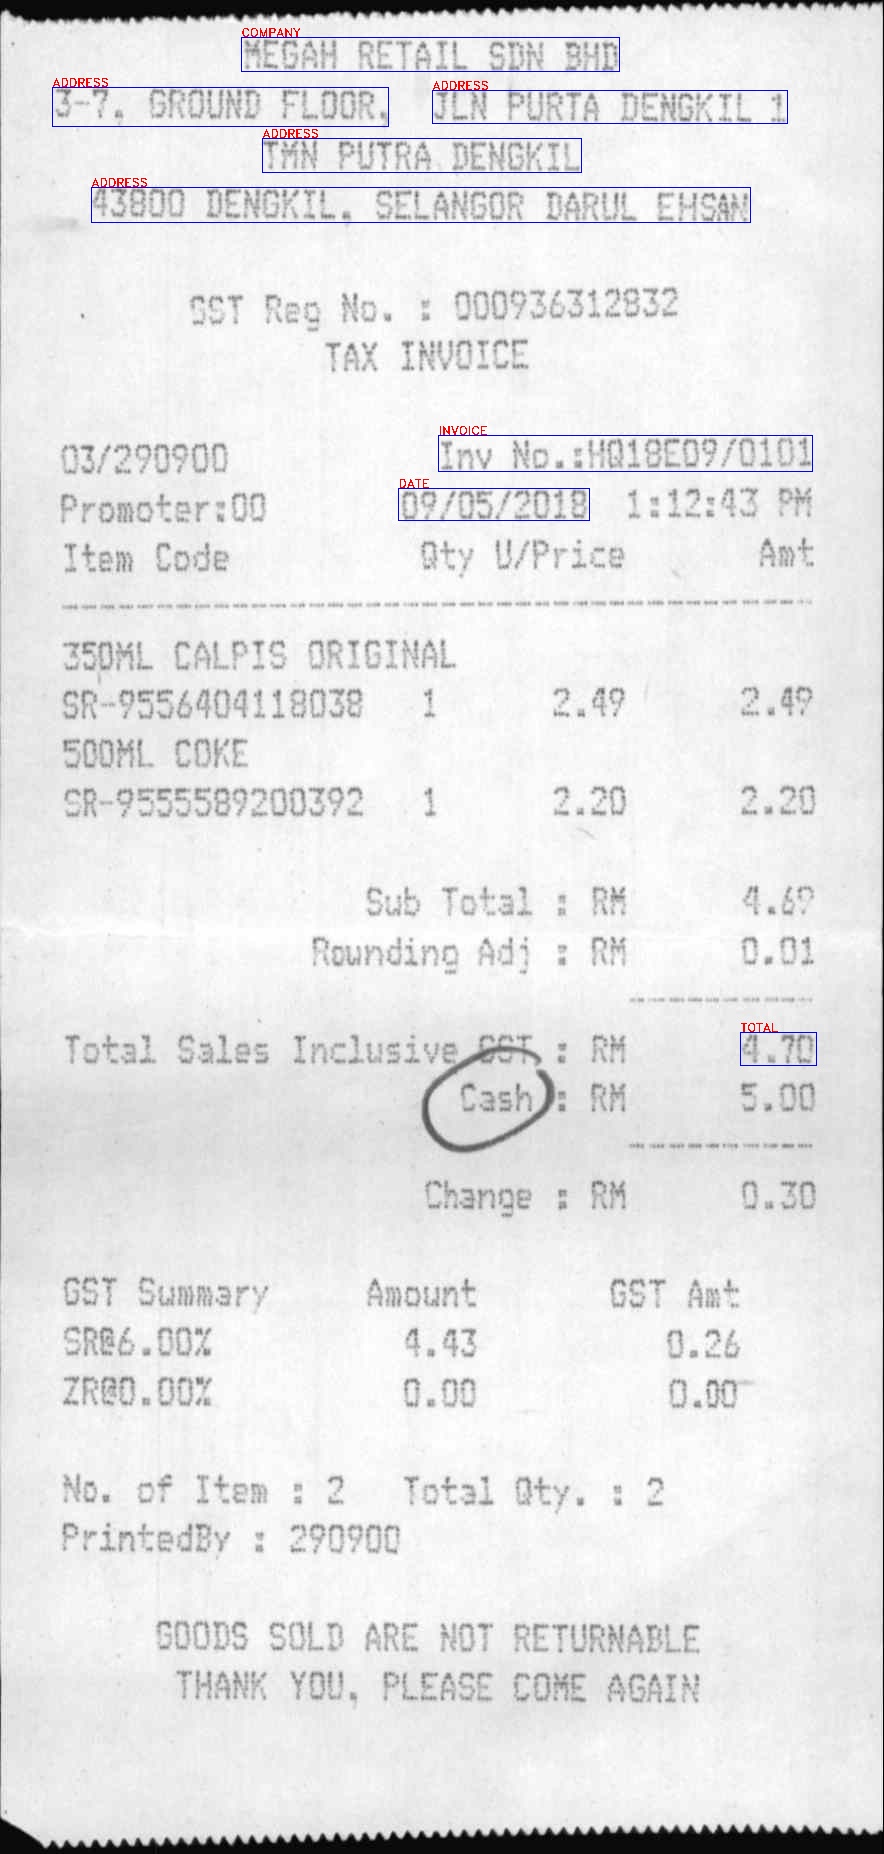 COMPANY
MEGAH RETAIL SDN BHD
ADDRESS ADDRESS
3-7, GROUND FLOOR, JLN PURTA DENGKIL 1
ADDRESS
TMN PUTRA DENGKIL
ADDRESS
43800 DENGKIL, SELANGOR DARUL EHSAN
GST Reg No. : 000936312832
TAX INVOICE
INVOICE
03/290900 Inv No.:HQ18E09/0101
DATE
Promoter:00 09/05/2018 1:12:43 PM
Item Code Qty U/Price Amt
350ML CALPIS ORIGINAL
SR-9556404118038 1 2.49 2.49
500ML COKE
SR-9555589200392 1 2.20 2.20
Sub Total : RM 4.69
Rounding Adj : RM 0.01
TOTAL
Total Sales Inclusive GST : RM 4.70
Cash : RM 5.00
Change : RM 0.30
GST Summary Amount GST Amt
SR@6.00% 4.43 0.26
ZR@0.00% 0.00 0.00
No. of Item : 2 Total Qty. : 2
PrintedBy : 290900
GOODS SOLD ARE NOT RETURNABLE
THANK YOU, PLEASE COME AGAIN